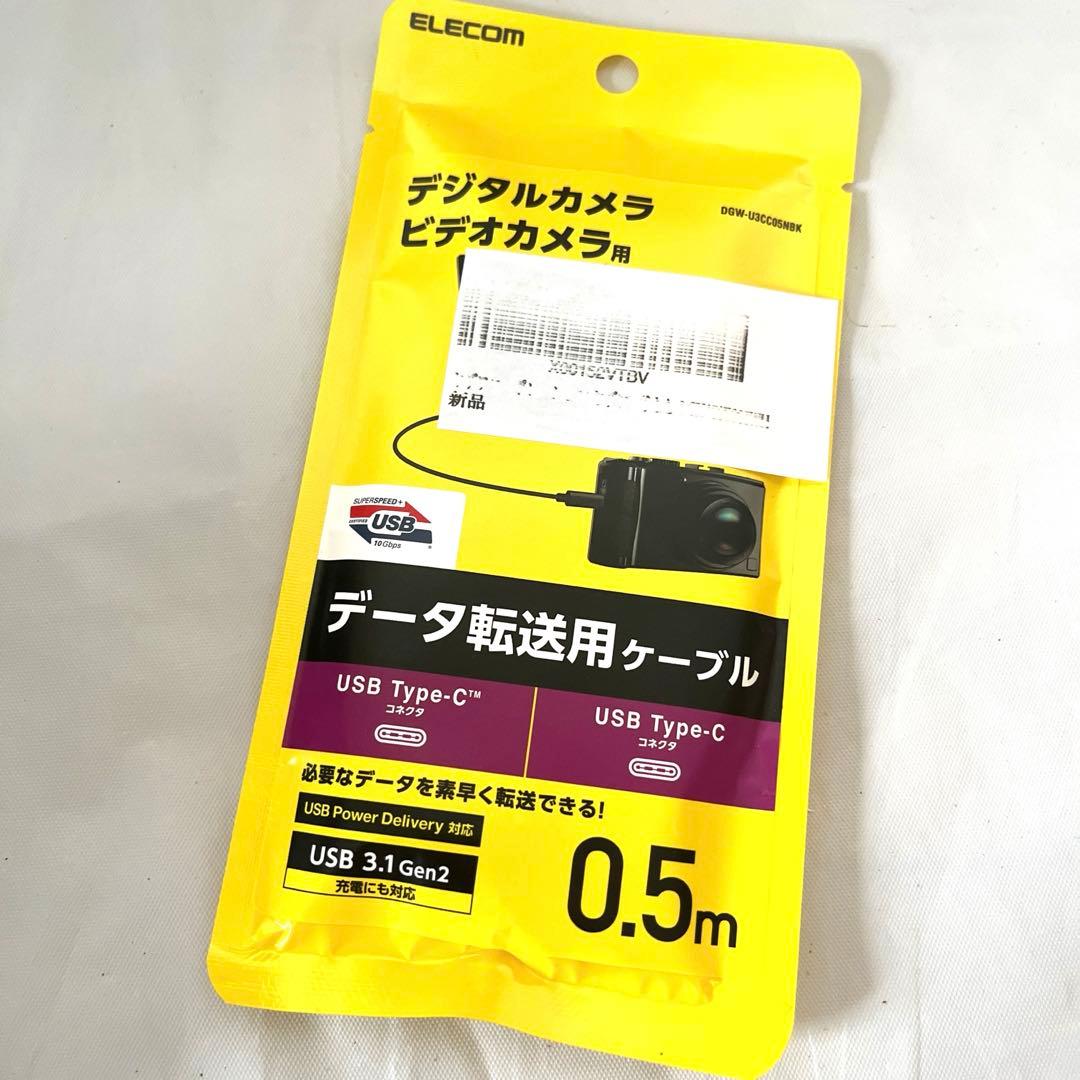 ELECOM
デジタルカメラ
ビデオカメラ用
DGW-U3CC05NBK
X00152VTBV
新品
SUPERSPEED+
CERTIFIED USB
10Gbps
データ転送用ケーブル
USB Type-C™
コネクタ
USB Type-C
コネクタ
必要なデータを素早く転送できる!
USB Power Delivery 対応
USB 3.1 Gen2
充電にも対応
0.5m